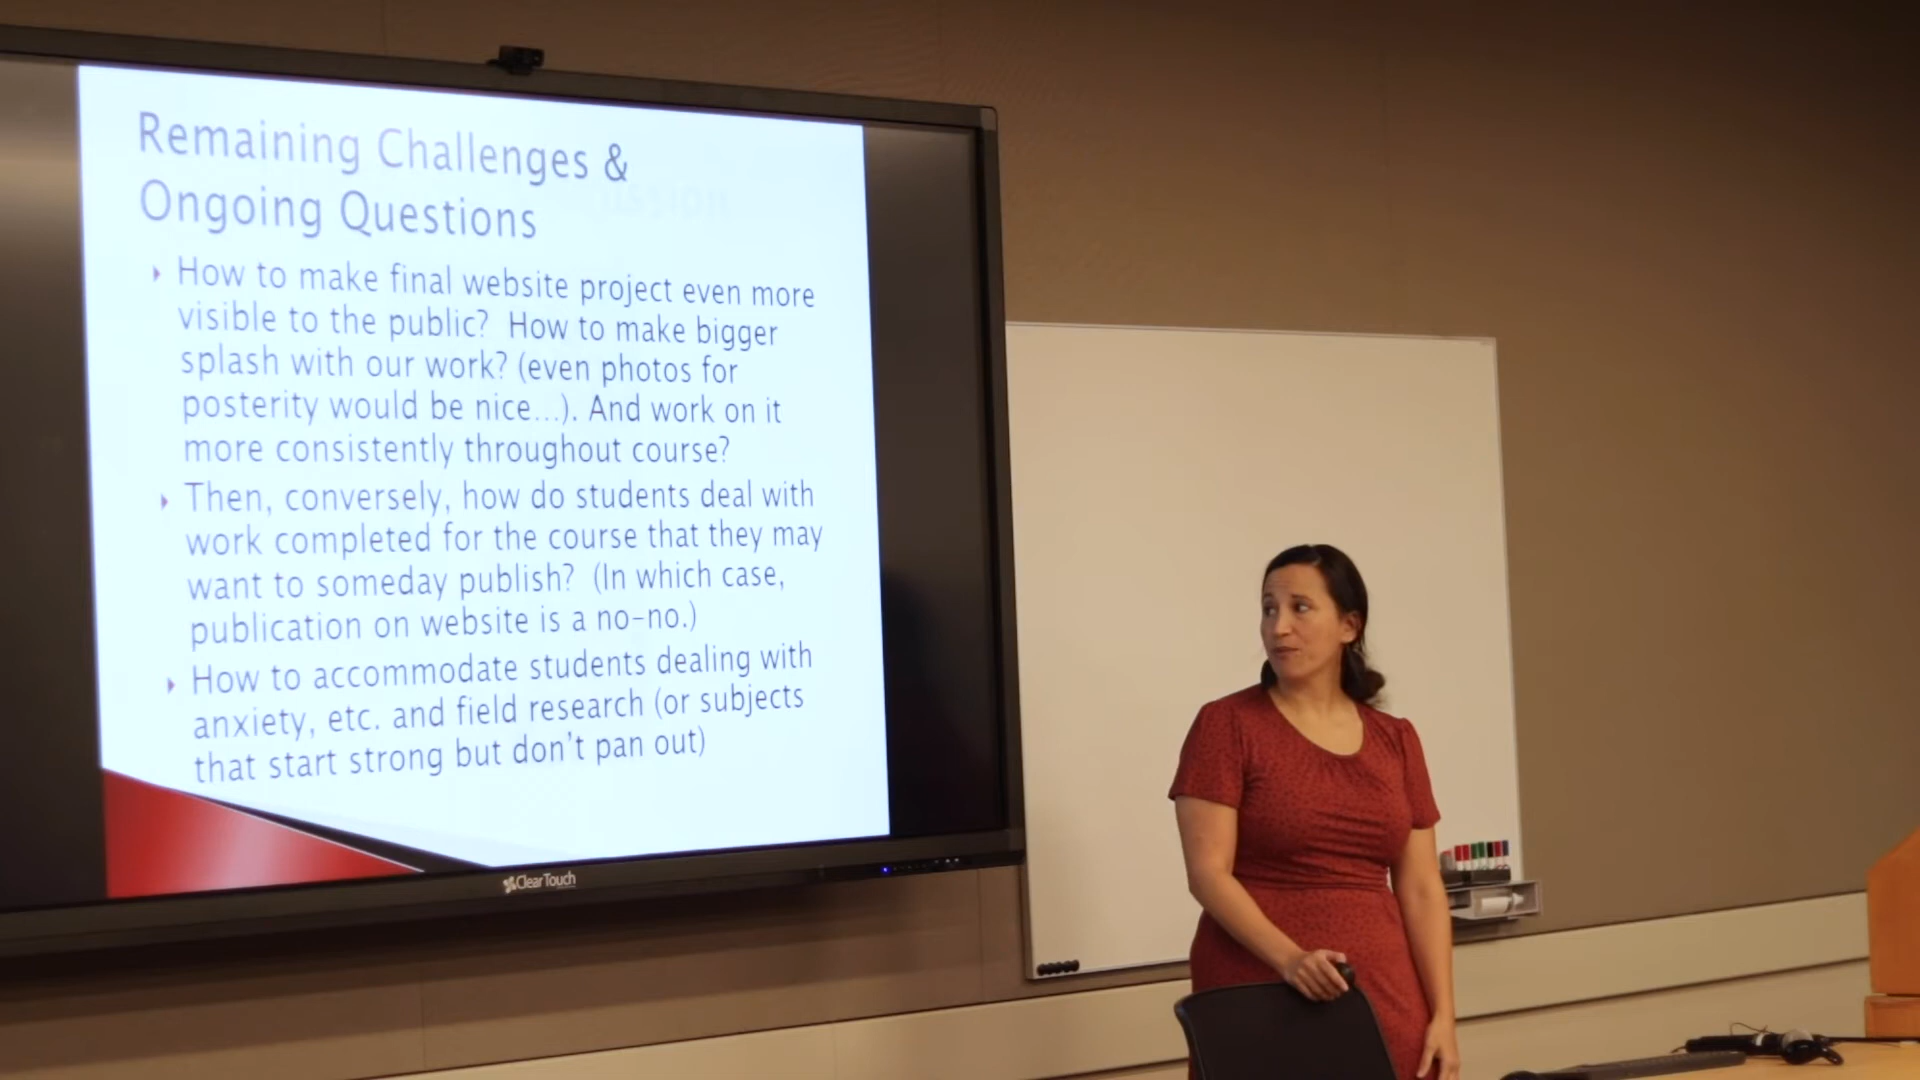 Remaining Challenges &
Ongoing Questions
How to make final website project even more
visible to the public? How to make bigger
splash with our work? (even photos for
posterity would be nice...). And work on it
more consistently throughout course?
Then, conversely, how do students deal with
work completed for the course that they may
want to someday publish? (In which case,
publication on website is a no-no.)
How to accommodate students dealing with
anxiety, etc. and field research (or subjects
that start strong but don't pan out)
ClearTouch